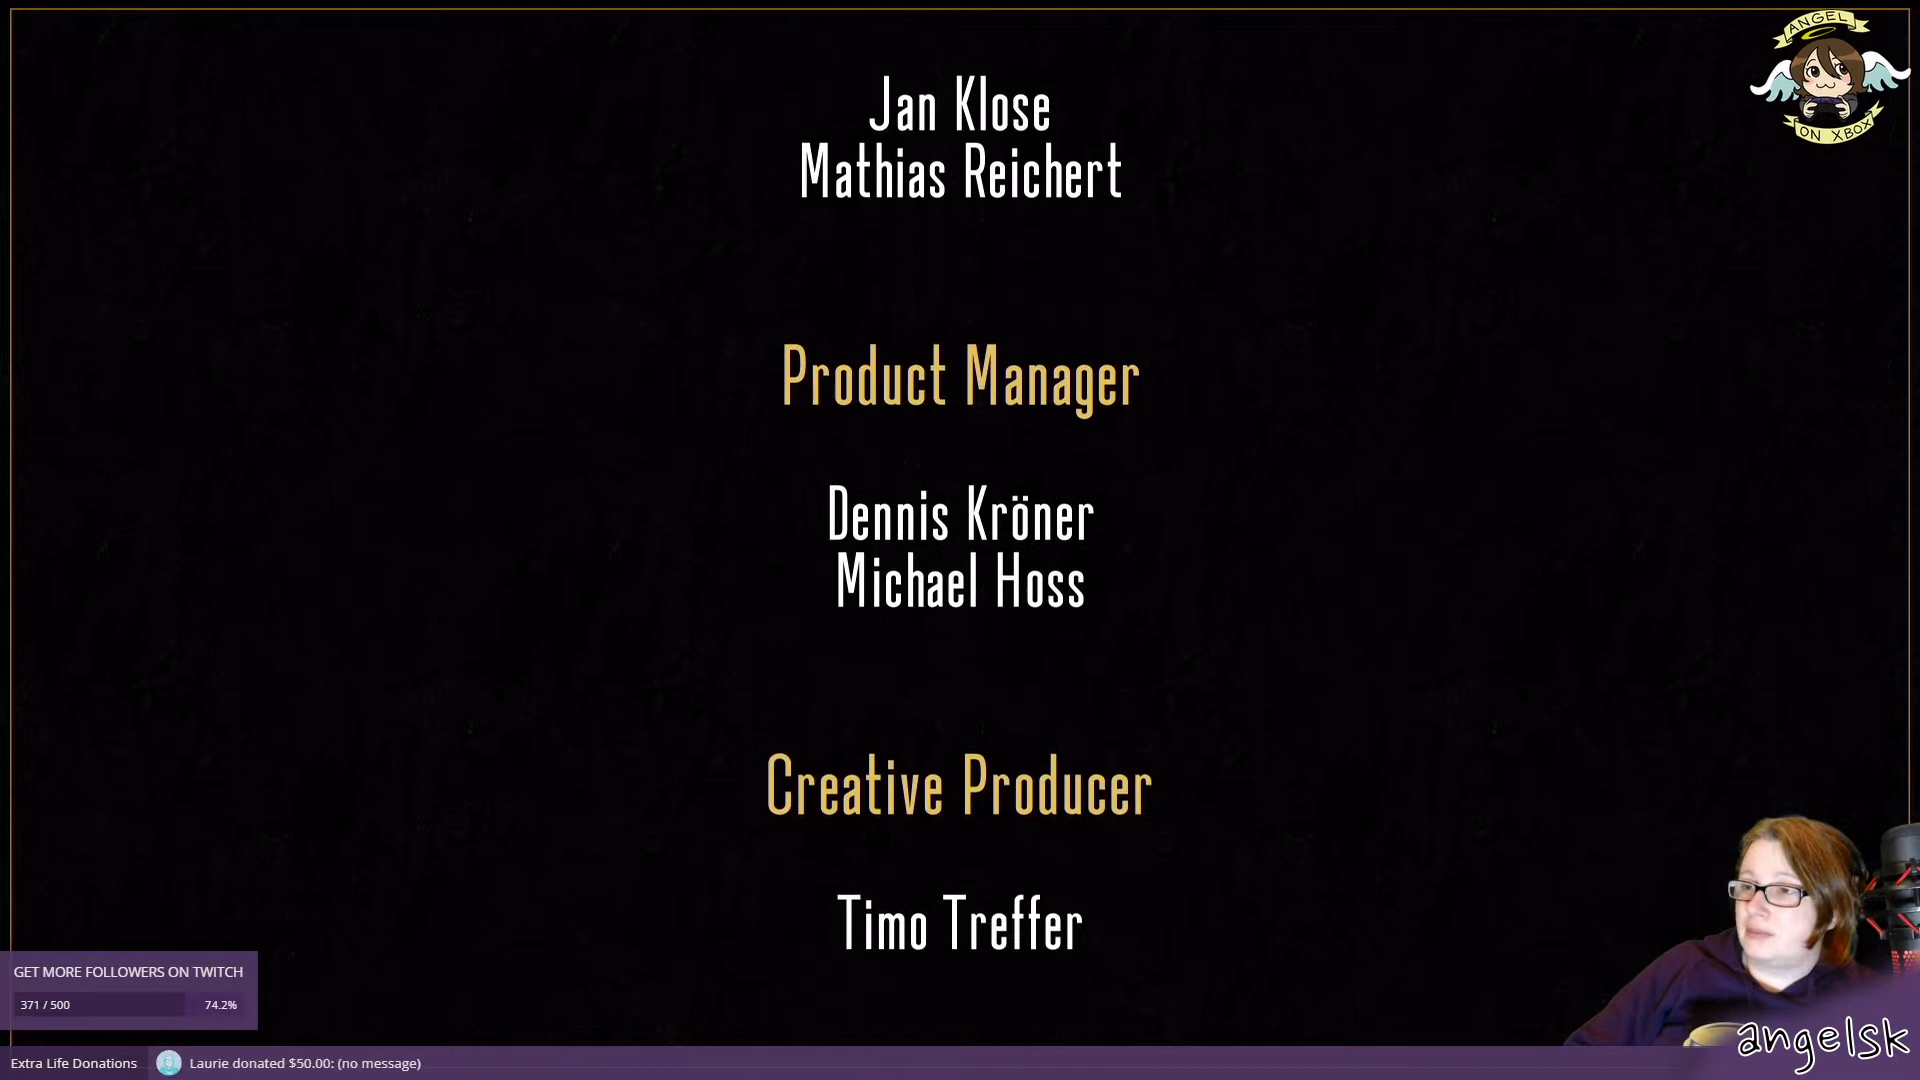 ANGEL
ON XBOX
Jan Klose
Mathias Reichert
Product Manager
Dennis Kröner
Michael Hoss
Creative Producer
Timo Treffer
GET MORE FOLLOWERS ON TWITCH
371 / 500 74.2%
Extra Life Donations Laurie donated $50.00: (no message)
angelsk